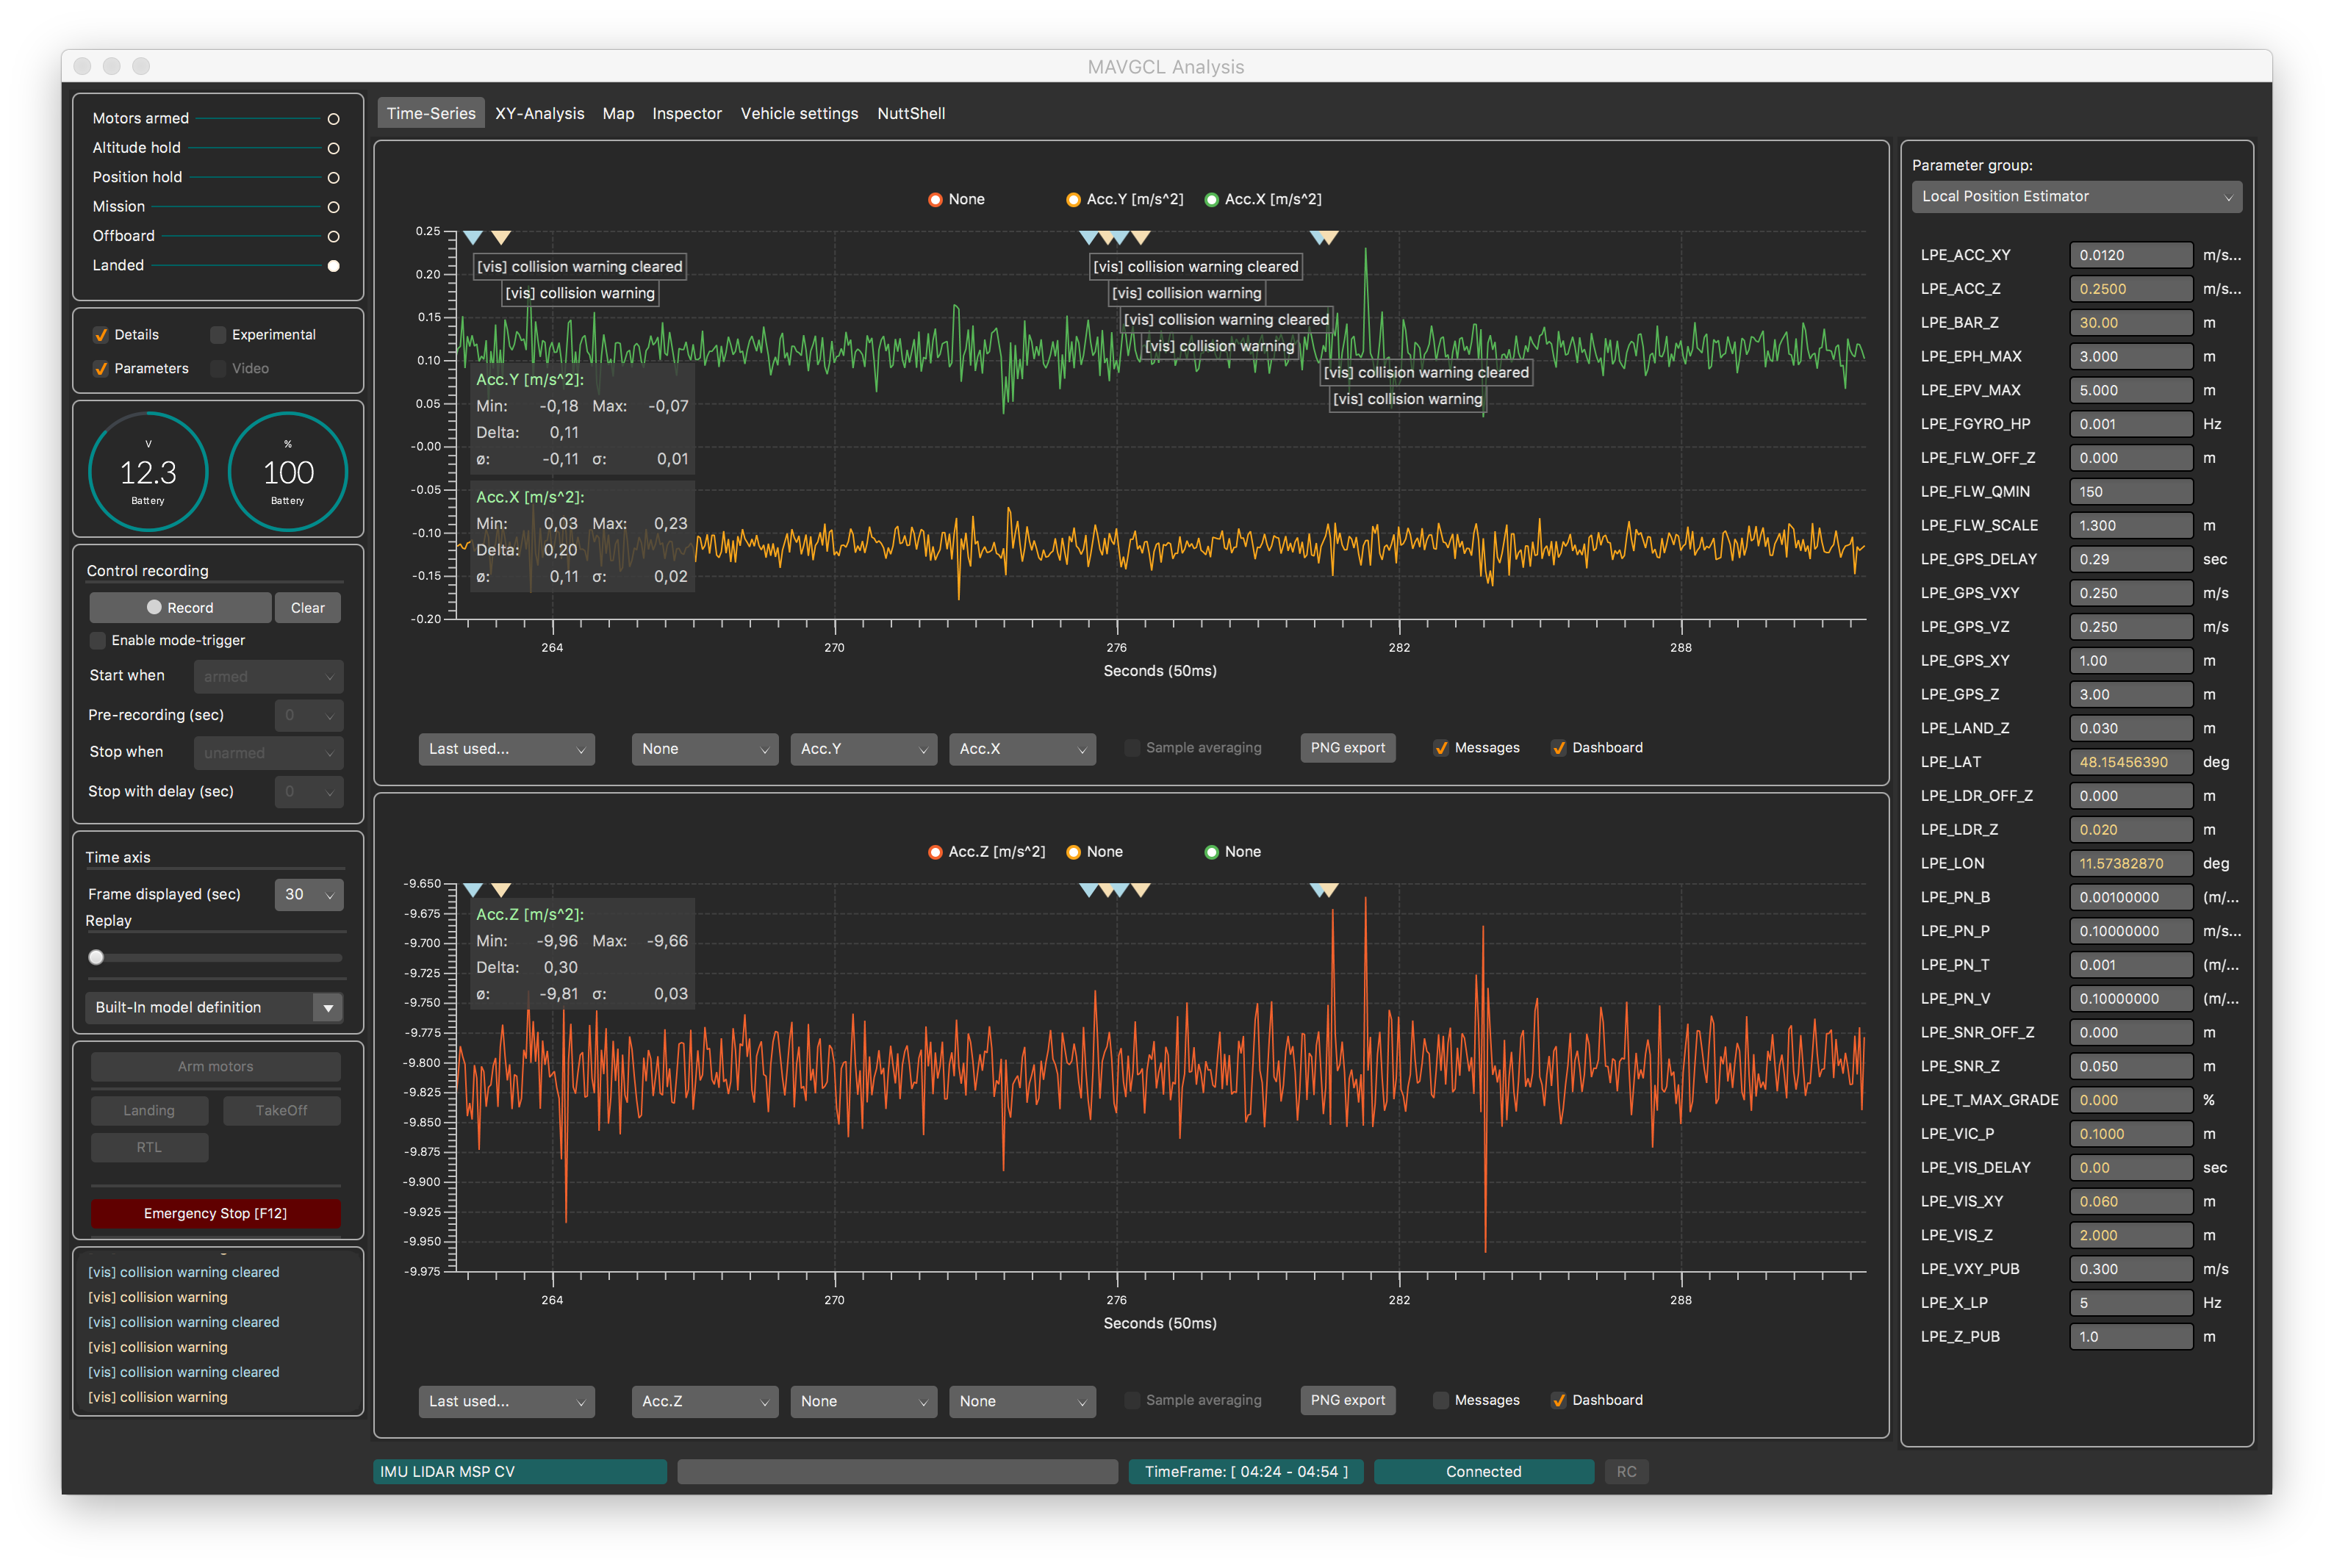 MAVGCL Analysis
Motors armed
Altitude hold
Position hold
Mission
Offboard
Landed
Details
Experimental
Parameters
Video
V
12.3
Battery
%
100
Battery
Control recording
Record
Clear
Enable mode-trigger
Start when
armed
Pre-recording (sec)
0
Stop when
unarmed
Stop with delay (sec)
0
Time axis
Frame displayed (sec)
30
Replay
Built-In model definition
Arm motors
Landing
TakeOff
RTL
Emergency Stop [F12]
[vis] collision warning cleared
[vis] collision warning
[vis] collision warning cleared
[vis] collision warning
[vis] collision warning cleared
[vis] collision warning
Time-Series
XY-Analysis
Map
Inspector
Vehicle settings
NuttShell
None
Acc.Y [m/s^2]
Acc.X [m/s^2]
0.25
0.20
0.15
0.10
0.05
-0.00
-0.05
-0.10
-0.15
-0.20
[vis] collision warning cleared
[vis] collision warning
[vis] collision warning cleared
[vis] collision warning
[vis] collision warning cleared
[vis] collision warning
[vis] collision warning cleared
[vis] collision warning
Acc.Y [m/s^2]:
Min: -0,18 Max: -0,07
Delta: 0,11
ø: -0,11 σ: 0,01
Acc.X [m/s^2]:
Min: 0,03 Max: 0,23
Delta: 0,20
ø: 0,11 σ: 0,02
264
270
276
282
288
Seconds (50ms)
Last used...
None
Acc.Y
Acc.X
Sample averaging
PNG export
Messages
Dashboard
Acc.Z [m/s^2]
None
None
-9.650
-9.675
-9.700
-9.725
-9.750
-9.775
-9.800
-9.825
-9.850
-9.875
-9.900
-9.925
-9.950
-9.975
Acc.Z [m/s^2]:
Min: -9,96 Max: -9,66
Delta: 0,30
ø: -9,81 σ: 0,03
264
270
276
282
288
Seconds (50ms)
Last used...
Acc.Z
None
None
Sample averaging
PNG export
Messages
Dashboard
IMU LIDAR MSP CV
TimeFrame: [ 04:24 - 04:54 ]
Connected
RC
Parameter group:
Local Position Estimator
LPE_ACC_XY 0.0120 m/s...
LPE_ACC_Z 0.2500 m/s...
LPE_BAR_Z 30.00 m
LPE_EPH_MAX 3.000 m
LPE_EPV_MAX 5.000 m
LPE_FGYRO_HP 0.001 Hz
LPE_FLW_OFF_Z 0.000 m
LPE_FLW_QMIN 150
LPE_FLW_SCALE 1.300 m
LPE_GPS_DELAY 0.29 sec
LPE_GPS_VXY 0.250 m/s
LPE_GPS_VZ 0.250 m/s
LPE_GPS_XY 1.00 m
LPE_GPS_Z 3.00 m
LPE_LAND_Z 0.030 m
LPE_LAT 48.15456390 deg
LPE_LDR_OFF_Z 0.000 m
LPE_LDR_Z 0.020 m
LPE_LON 11.57382870 deg
LPE_PN_B 0.00100000 (m/...
LPE_PN_P 0.10000000 m/s...
LPE_PN_T 0.001 (m/...
LPE_PN_V 0.10000000 (m/...
LPE_SNR_OFF_Z 0.000 m
LPE_SNR_Z 0.050 m
LPE_T_MAX_GRADE 0.000 %
LPE_VIC_P 0.1000 m
LPE_VIS_DELAY 0.00 sec
LPE_VIS_XY 0.060 m
LPE_VIS_Z 2.000 m
LPE_VXY_PUB 0.300 m/s
LPE_X_LP 5 Hz
LPE_Z_PUB 1.0 m